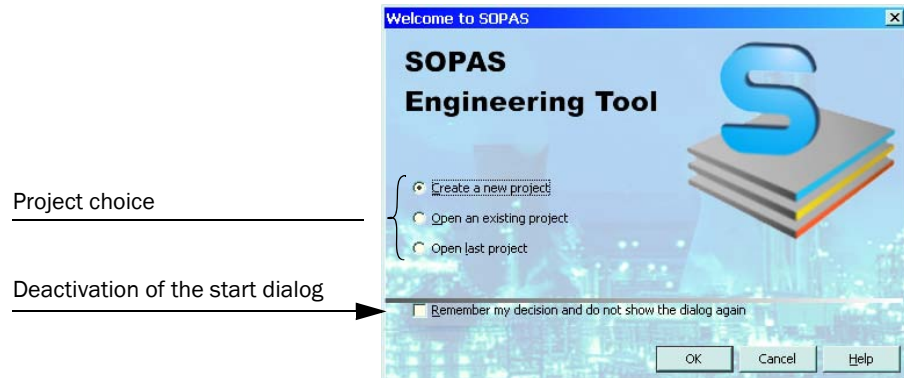 Welcome to SOPAS
SOPAS
Engineering Tool
S
Project choice
Create a new project
Open an existing project
Open last project
Deactivation of the start dialog
Remember my decision and do not show the dialog again
OK
Cancel
Help